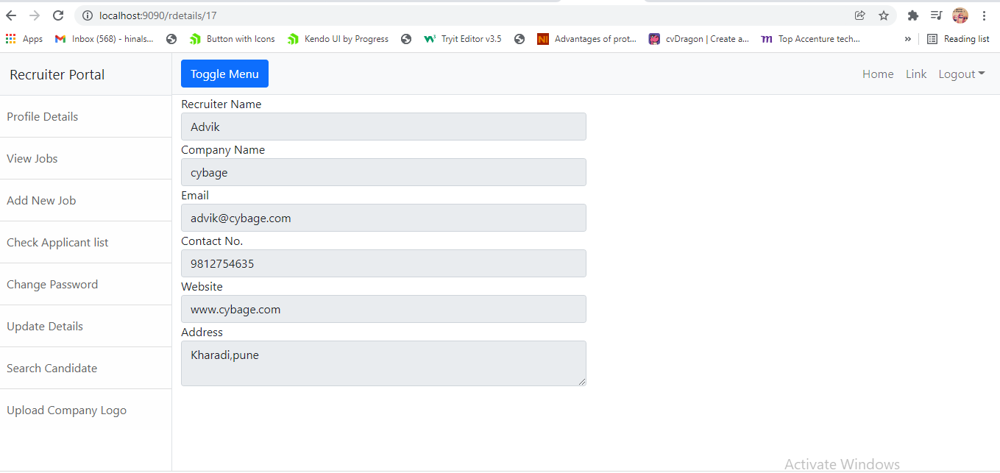 localhost:9090/rdetails/17
Apps
Inbox (568) - hinals...
Button with Icons
Kendo UI by Progress
W³
Tryit Editor v3.5
NI
Advantages of prot...
cvDragon | Create a...
m
Top Accenture tech...
»
Reading list
Recruiter Portal
Toggle Menu
Home
Link
Logout
Profile Details
View Jobs
Add New Job
Check Applicant list
Change Password
Update Details
Search Candidate
Upload Company Logo
Recruiter Name
Advik
Company Name
cybage
Email
advik@cybage.com
Contact No.
9812754635
Website
www.cybage.com
Address
Kharadi,pune
Activate Windows